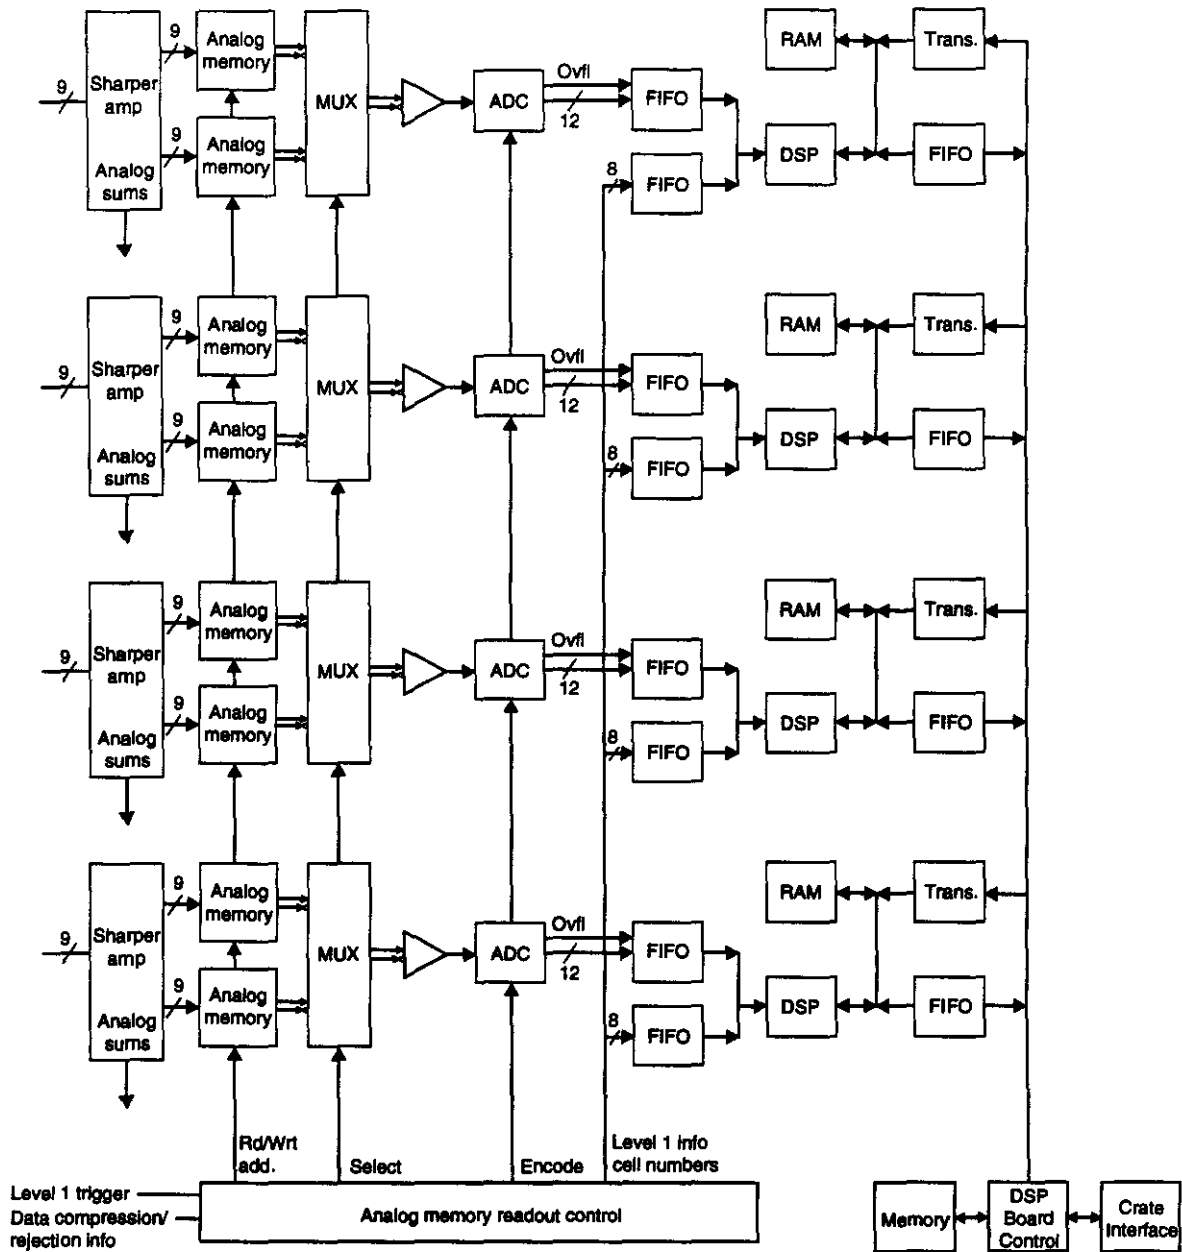 9
Analog
memory
RAM
Trans.
9
Sharper
amp
MUX
ADC
Ovfl
12
FIFO
9
Analog
memory
DSP
FIFO
Analog
sums
8
FIFO
9
Analog
memory
RAM
Trans.
9
Sharper
amp
MUX
ADC
Ovfl
12
FIFO
9
Analog
memory
DSP
FIFO
Analog
sums
8
FIFO
9
Analog
memory
RAM
Trans.
9
Sharper
amp
MUX
ADC
Ovfl
12
FIFO
9
Analog
memory
DSP
FIFO
Analog
sums
8
FIFO
9
Analog
memory
RAM
Trans.
9
Sharper
amp
MUX
ADC
Ovfl
12
FIFO
9
Analog
memory
DSP
FIFO
Analog
sums
8
FIFO
Rd/Wrt
add.
Select
Encode
Level 1 info
cell numbers
Level 1 trigger
Data compression/
rejection info
Analog memory readout control
Memory
DSP
Board
Control
Crate
Interface